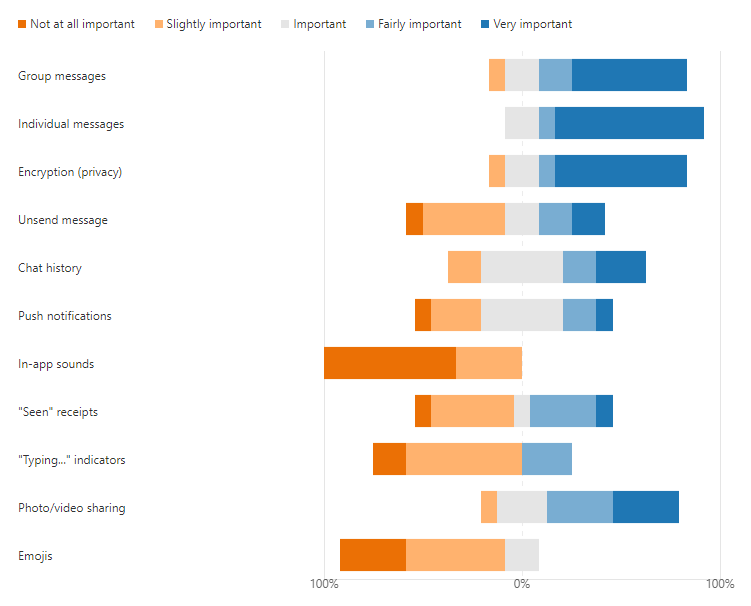 Not at all important Slightly important Important Fairly important Very important
Group messages
Individual messages
Encryption (privacy)
Unsend message
Chat history
Push notifications
In-app sounds
"Seen" receipts
"Typing..." indicators
Photo/video sharing
Emojis
100% 0% 100%